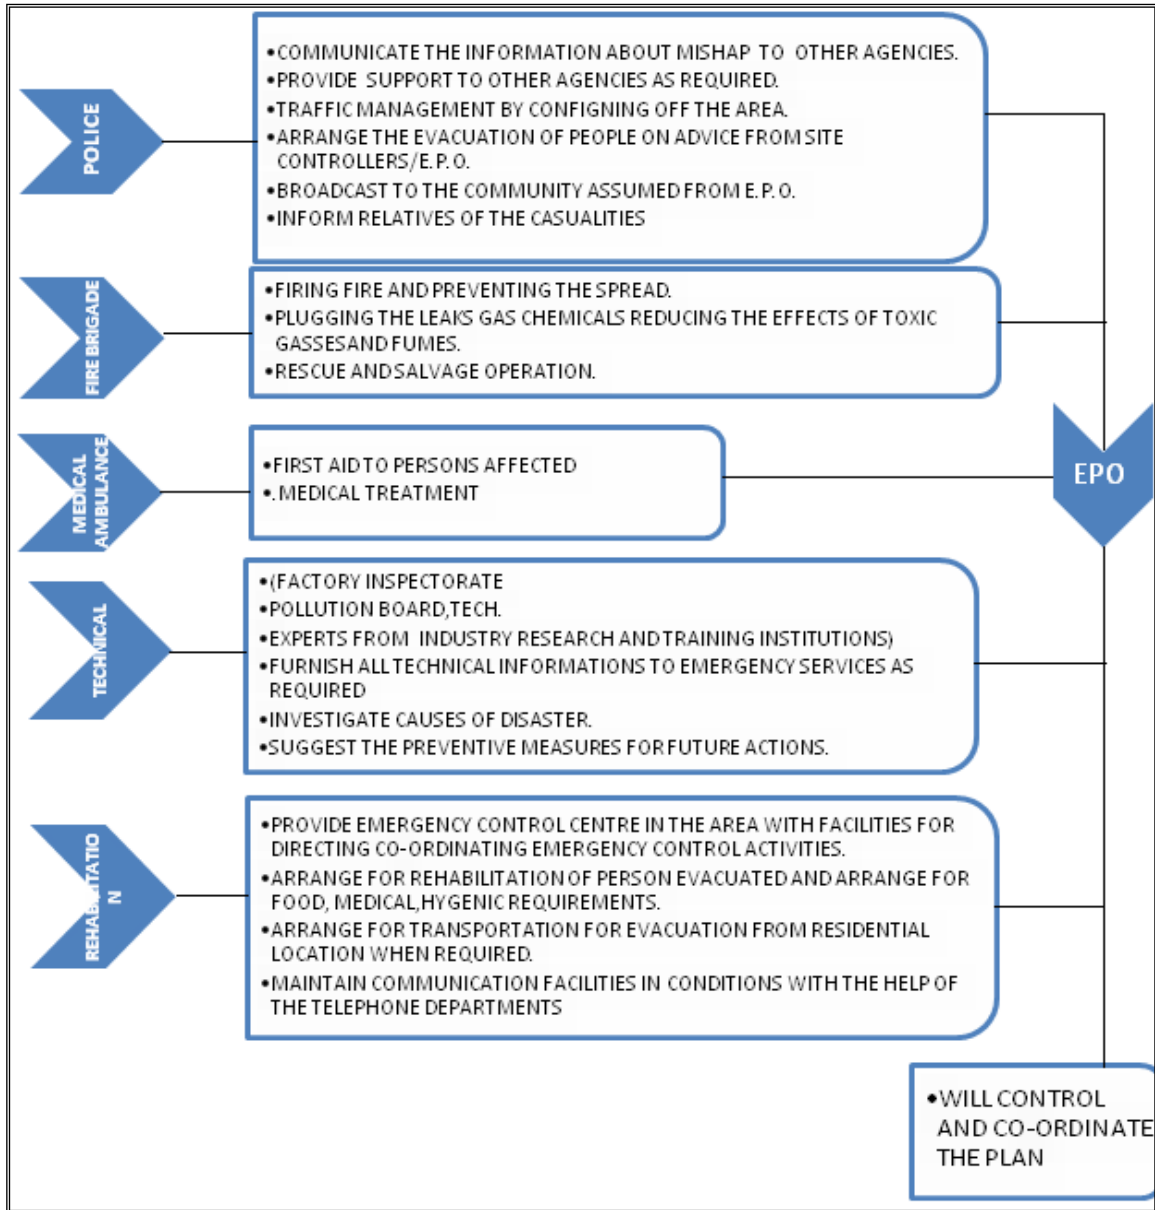 POLICE
•COMMUNICATE THE INFORMATION ABOUT MISHAP TO OTHER AGENCIES.
•PROVIDE SUPPORT TO OTHER AGENCIES AS REQUIRED.
•TRAFFIC MANAGEMENT BY CONFIGNING OFF THE AREA.
•ARRANGE THE EVACUATION OF PEOPLE ON ADVICE FROM SITE
CONTROLLERS/E.P.O.
•BROADCAST TO THE COMMUNITY ASSUMED FROM E.P.O.
•INFORM RELATIVES OF THE CASUALITIES
FIRE BRIGADE
•FIRING FIRE AND PREVENTING THE SPREAD.
•PLUGGING THE LEAKS GAS CHEMICALS REDUCING THE EFFECTS OF TOXIC
GASSESAND FUMES.
•RESCUE AND SALVAGE OPERATION.
MEDICAL
AMBULANCE
•FIRST AID TO PERSONS AFFECTED
•. MEDICAL TREATMENT
EPO
TECHNICAL
•(FACTORY INSPECTORATE
•POLLUTION BOARD,TECH.
•EXPERTS FROM INDUSTRY RESEARCH AND TRAINING INSTITUTIONS)
•FURNISH ALL TECHNICAL INFORMATIONS TO EMERGENCY SERVICES AS
REQUIRED
•INVESTIGATE CAUSES OF DISASTER.
•SUGGEST THE PREVENTIVE MEASURES FOR FUTURE ACTIONS.
REHABILITATIO
N
•PROVIDE EMERGENCY CONTROL CENTRE IN THE AREA WITH FACILITIES FOR
DIRECTING CO-ORDINATING EMERGENCY CONTROL ACTIVITIES.
•ARRANGE FOR REHABILITATION OF PERSON EVACUATED AND ARRANGE FOR
FOOD, MEDICAL,HYGENIC REQUIREMENTS.
•ARRANGE FOR TRANSPORTATION FOR EVACUATION FROM RESIDENTIAL
LOCATION WHEN REQUIRED.
•MAINTAIN COMMUNICATION FACILITIES IN CONDITIONS WITH THE HELP OF
THE TELEPHONE DEPARTMENTS
•WILL CONTROL
AND CO-ORDINATE
THE PLAN